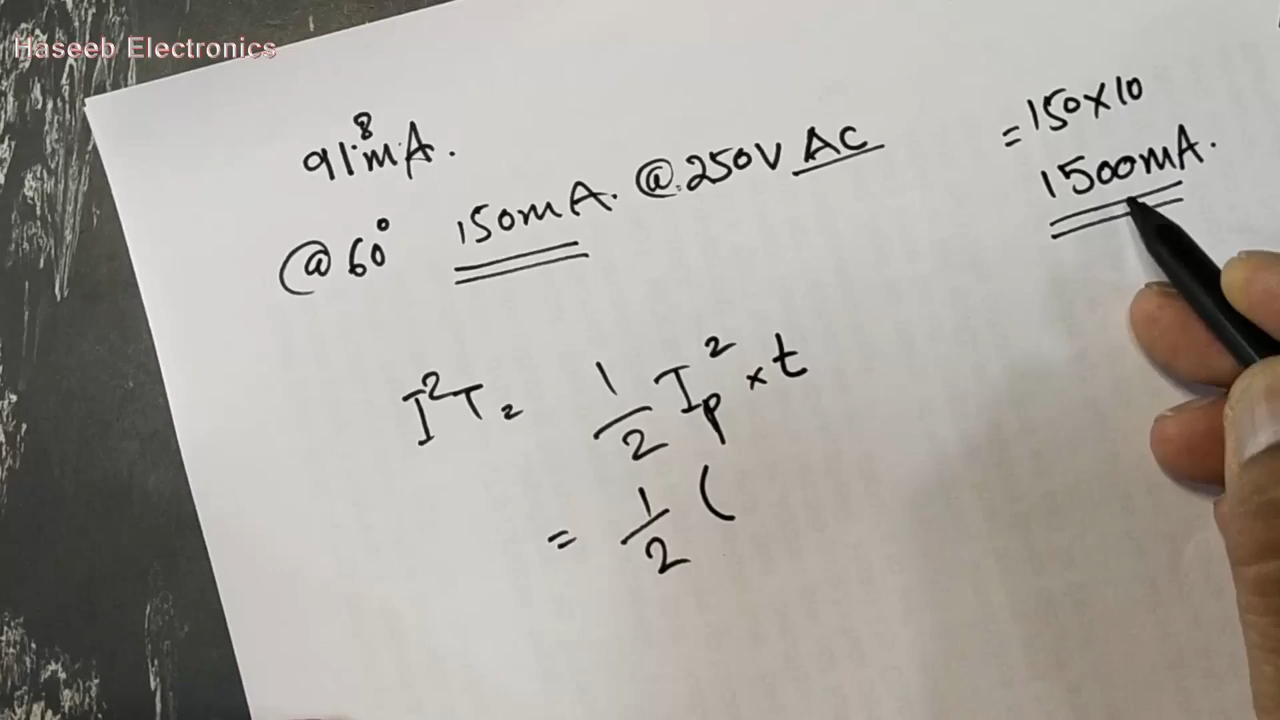 Haseeb Electronics
91.8mA.
@60° 150mA. @ 250V AC
= 150×10
1500mA.
I²T = 1/2 Ip² × t
= 1/2 (